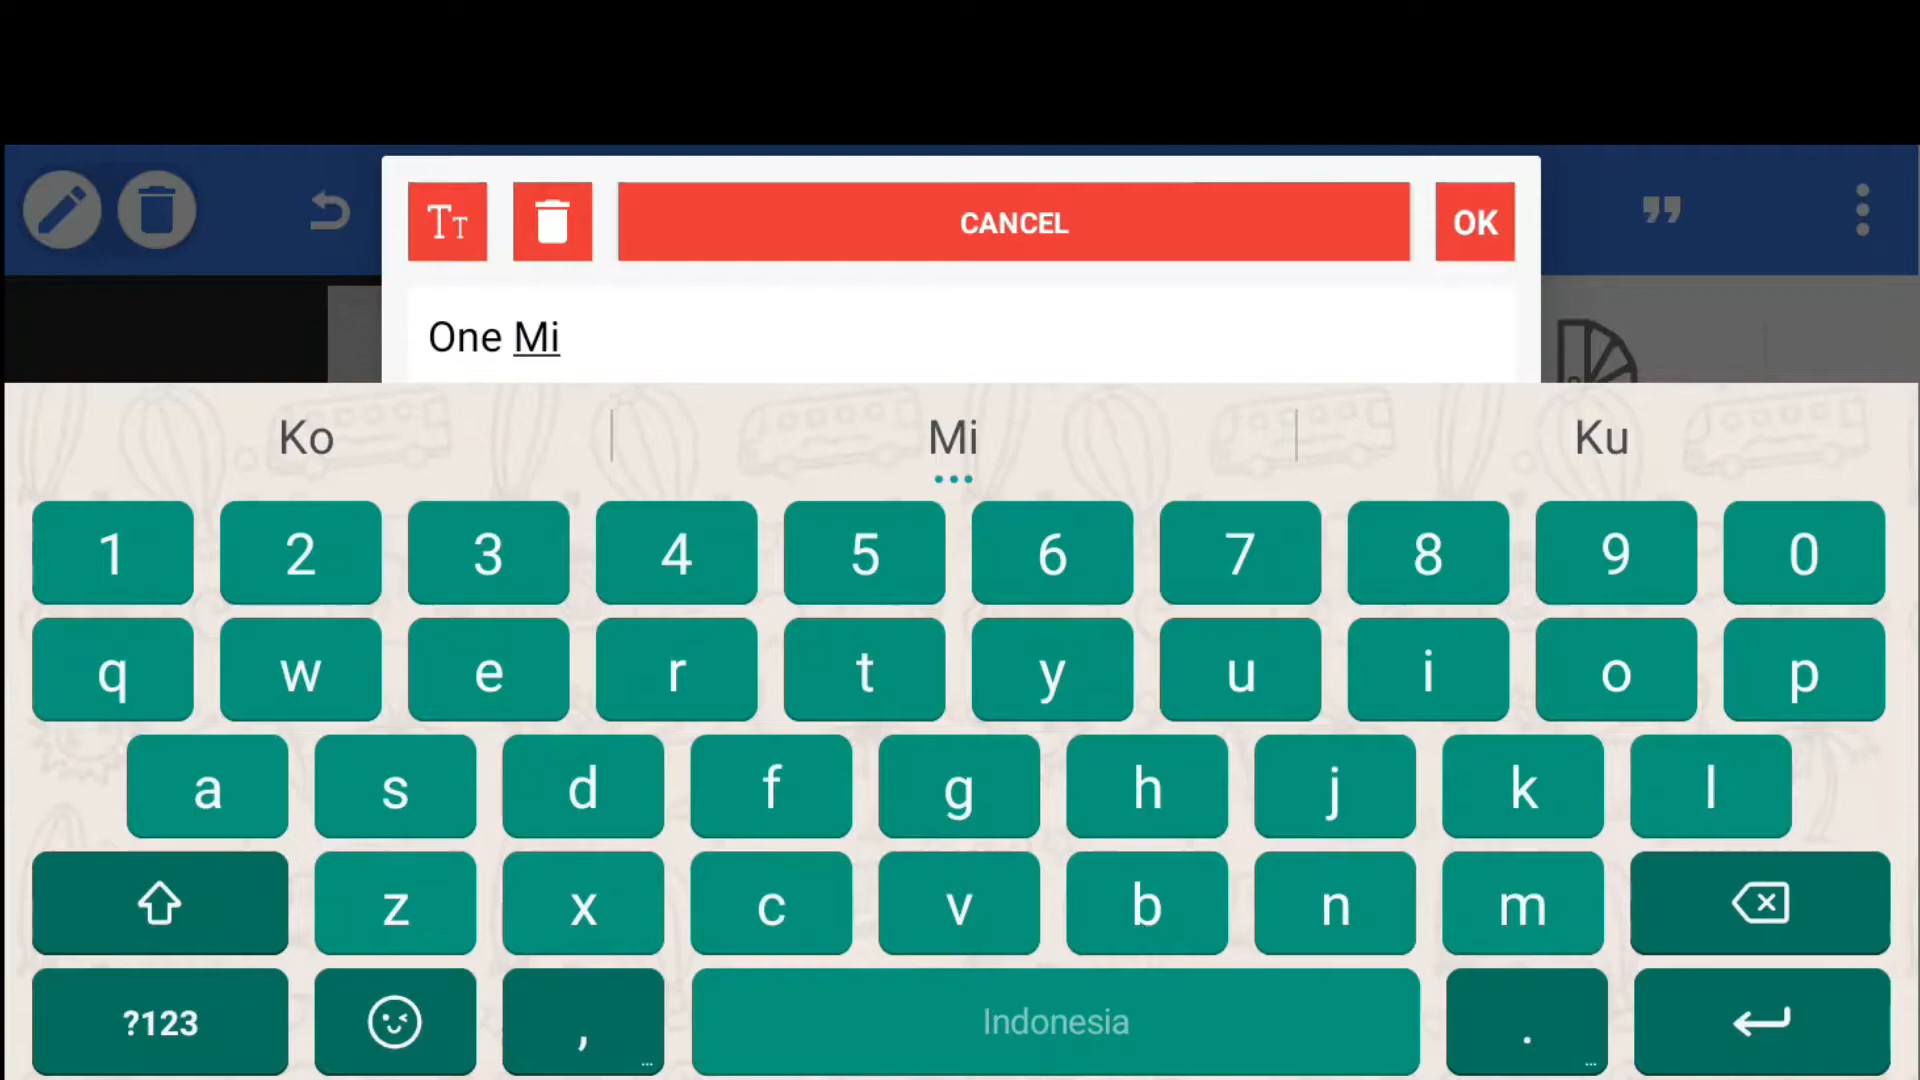 TT CANCEL OK
One Mi
Ko Mi Ku
1 2 3 4 5 6 7 8 9 0
q w e r t y u i o p
a s d f g h j k l
z x c v b n m
?123 , Indonesia .